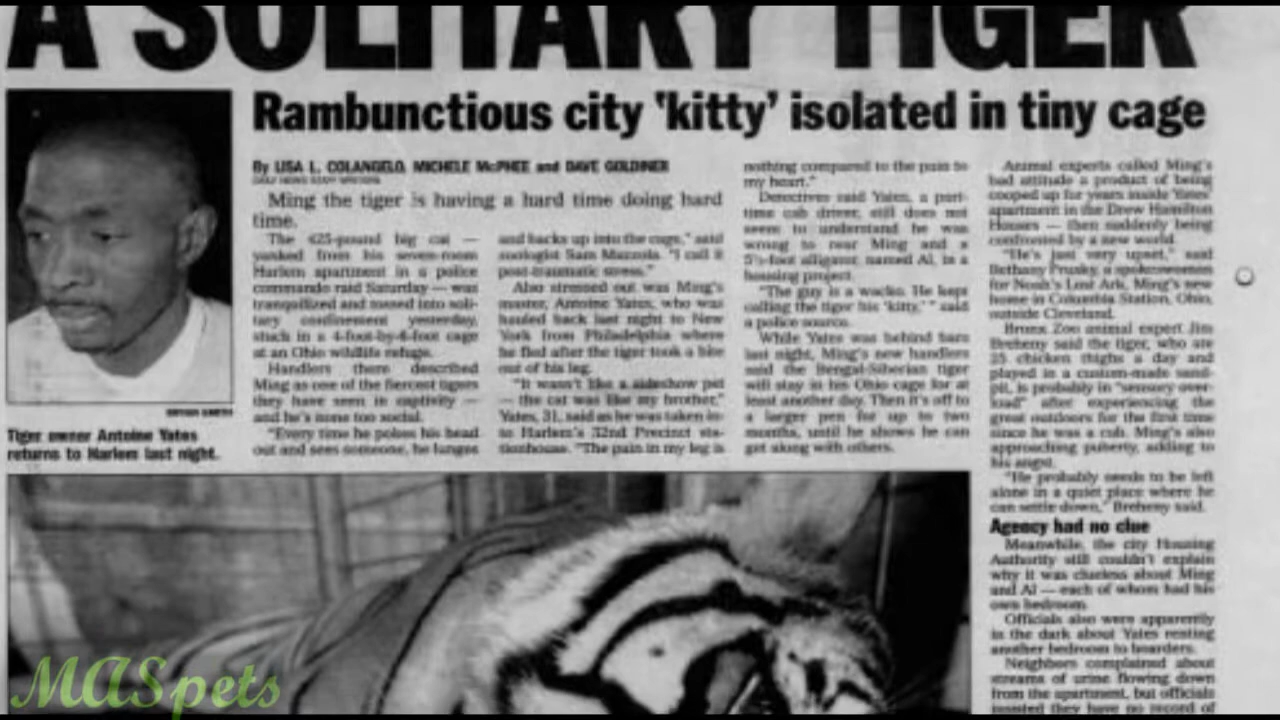 A SOLITARY TIGER
Rambunctious city 'kitty' isolated in tiny cage
By LISA L. COLANGELO, MICHELE McPHEE and DAVE GOLDINER
DAILY NEWS STAFF WRITERS
Ming the tiger is having a hard time doing hard
time.
The 425-pound big cat —
yanked from his seven-room
Harlem apartment in a police
commando raid Saturday — was
tranquilized and tossed into soli-
tary confinement yesterday,
stuck in a 4-foot-by-6-foot cage
at an Ohio wildlife refuge.
Handlers there described
Ming as one of the fiercest tigers
they have seen in captivity —
and he's none too social.
"Every time he pokes his head
out and sees someone, he lunges
and backs up into the cage," said
zoologist Sam Mazzola. "I call it
post-traumatic stress."
Also stressed out was Ming's
master, Antoine Yates, who was
hauled back last night to New
York from Philadelphia where
he fled after the tiger took a bite
out of his leg.
"It wasn't like a sideshow pet
— the cat was like my brother,"
Yates, 31, said as he was taken in-
to Harlem's 32nd Precinct sta-
tionhouse. "The pain in my leg is
nothing compared to the pain to
my heart."
Detectives said Yates, a part-
time cab driver, still does not
seem to understand he was
wrong to rear Ming and a
5½-foot alligator, named Al, in a
housing project.
"The guy is a wacko. He kept
calling the tiger his 'kitty,' " said
a police source.
While Yates was behind bars
last night, Ming's new handlers
said the Bengal-Siberian tiger
will stay in his Ohio cage for at
least another day. Then it's off to
a larger pen for up to two
months, until he shows he can
get along with others.
Animal experts called Ming's
bad attitude a product of being
cooped up for years inside Yates'
apartment in the Drew Hamilton
Houses — then suddenly being
confronted by a new world.
"He's just very upset," said
Bethany Prusky, a spokeswoman
for Noah's Lost Ark, Ming's new
home in Columbia Station, Ohio,
outside Cleveland.
Bronx Zoo animal expert Jim
Breheny said the tiger, who ate
25 chicken thighs a day and
played in a custom-made sand-
pit, is probably in "sensory over-
load" after experiencing the
great outdoors for the first time
since he was a cub. Ming's also
approaching puberty, adding to
his angst.
"He probably needs to be left
alone in a quiet place where he
can settle down," Breheny said.
Agency had no clue
Meanwhile, the city Housing
Authority still couldn't explain
why it was clueless about Ming
and Al — each of whom had his
own bedroom.
Officials also were apparently
in the dark about Yates renting
another bedroom to boarders.
Neighbors complained about
streams of urine flowing down
from the apartment, but officials
insisted they have no record of
Tiger owner Antoine Yates
returns to Harlem last night.
MASpets